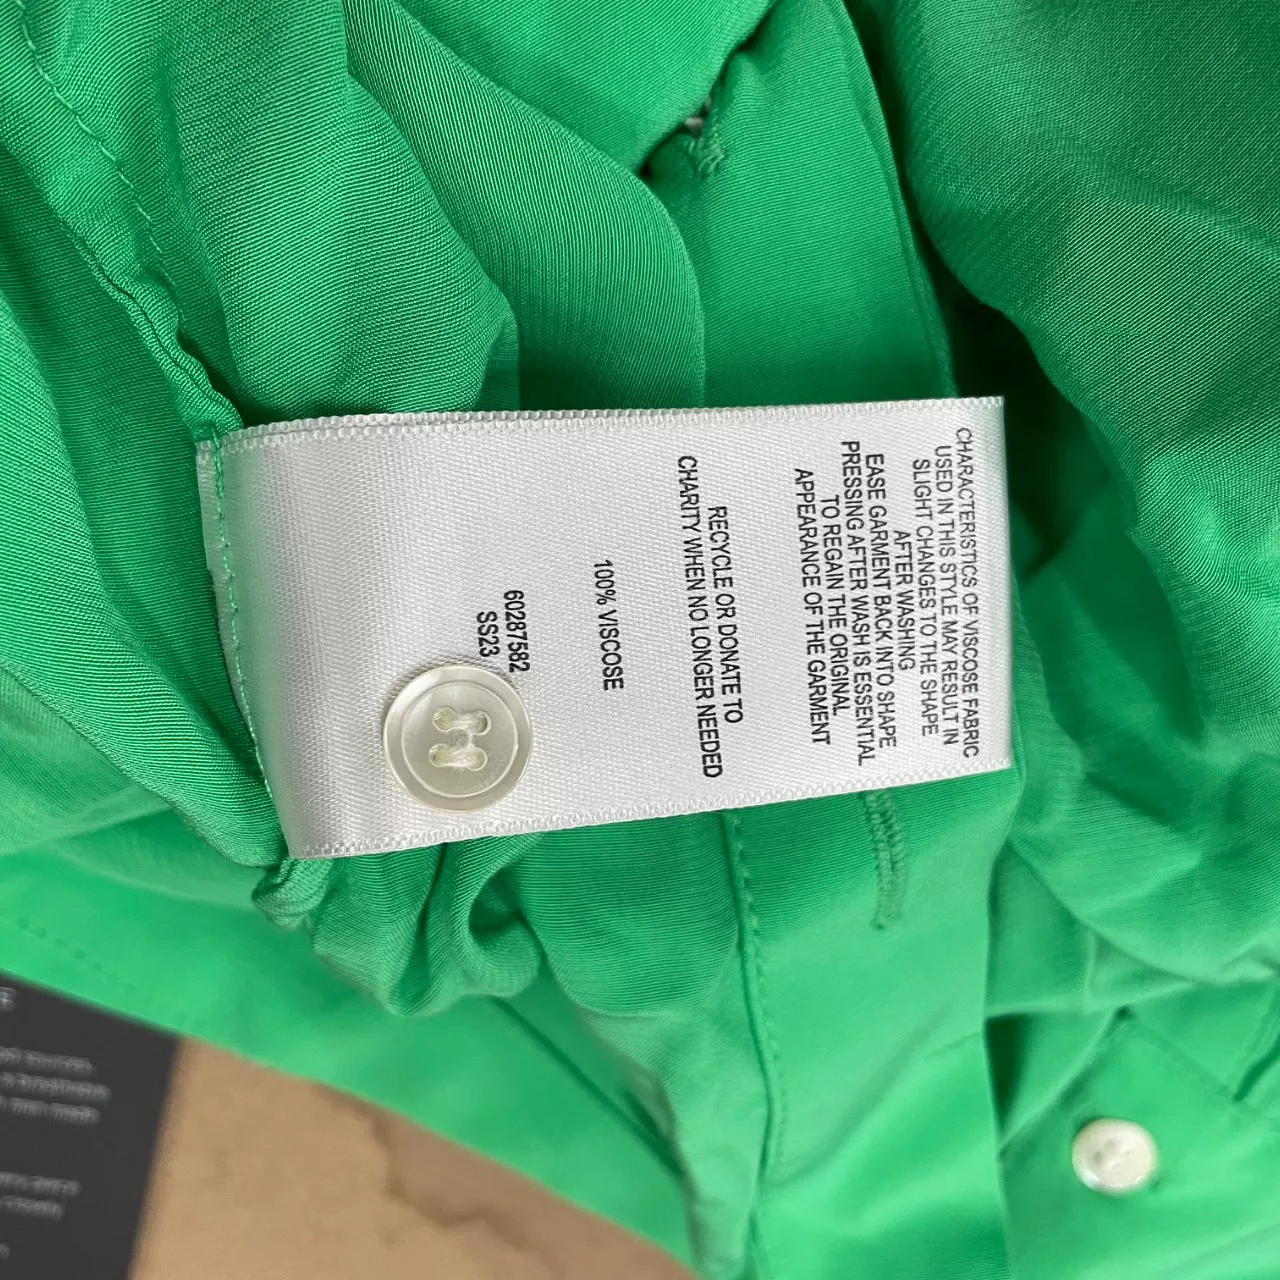 CHARACTERISTICS OF VISCOSE FABRIC
USED IN THIS STYLE MAY RESULT IN
SLIGHT CHANGES TO THE SHAPE
AFTER WASHING
EASE GARMENT BACK INTO SHAPE
PRESSING AFTER WASH IS ESSENTIAL
TO REGAIN THE ORIGINAL
APPEARANCE OF THE GARMENT
RECYCLE OR DONATE TO
CHARITY WHEN NO LONGER NEEDED
100% VISCOSE
60287582
SS23